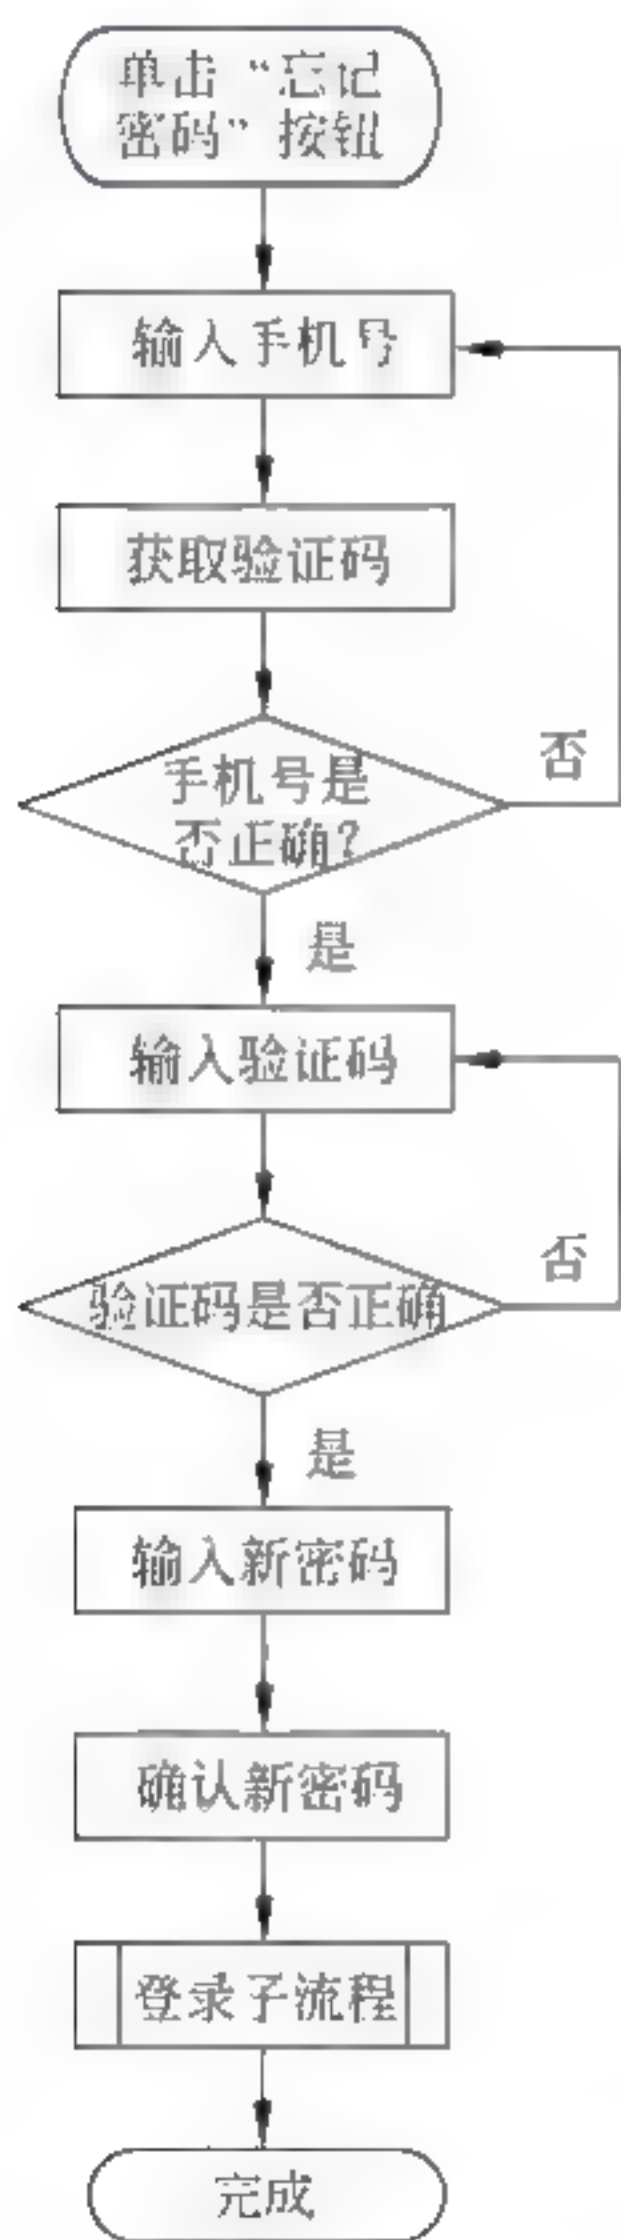 单击“忘记
密码”按钮
输入手机号
获取验证码
手机号是
否正确?
否
是
输入验证码
验证码是否正确
否
是
输入新密码
确认新密码
登录子流程
完成